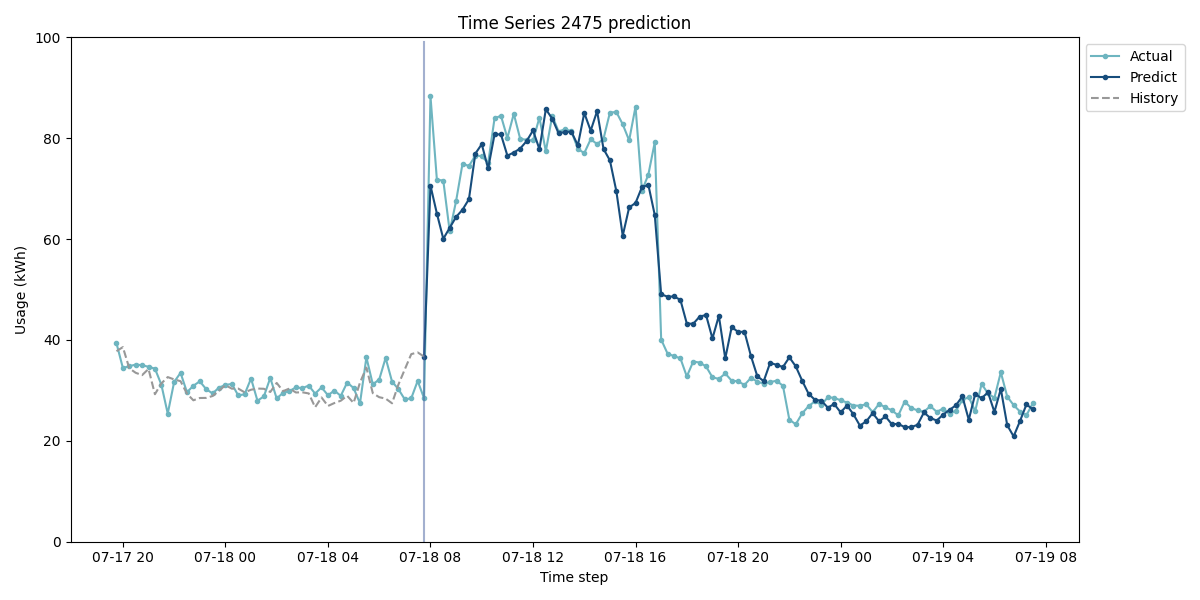 Time Series 2475 prediction
100
80
60
40
20
0
Usage (kWh)
07-17 20 07-18 00 07-18 04 07-18 08 07-18 12 07-18 16 07-18 20 07-19 00 07-19 04 07-19 08
Time step
Actual
Predict
History